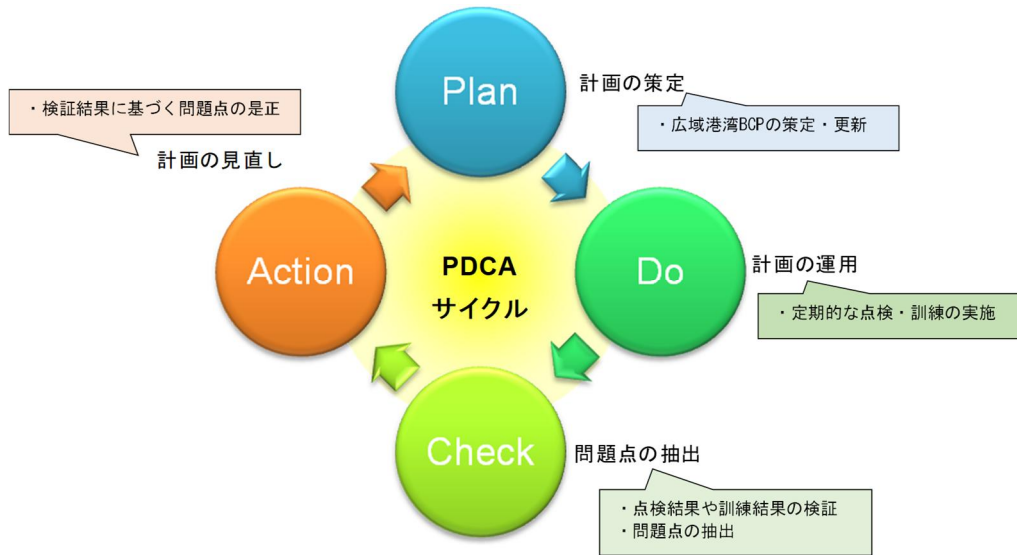 Plan
計画の策定
・広域港湾BCPの策定・更新
・検証結果に基づく問題点の是正
計画の見直し
Action
PDCA
サイクル
Do
計画の運用
・定期的な点検・訓練の実施
Check
問題点の抽出
・点検結果や訓練結果の検証
・問題点の抽出